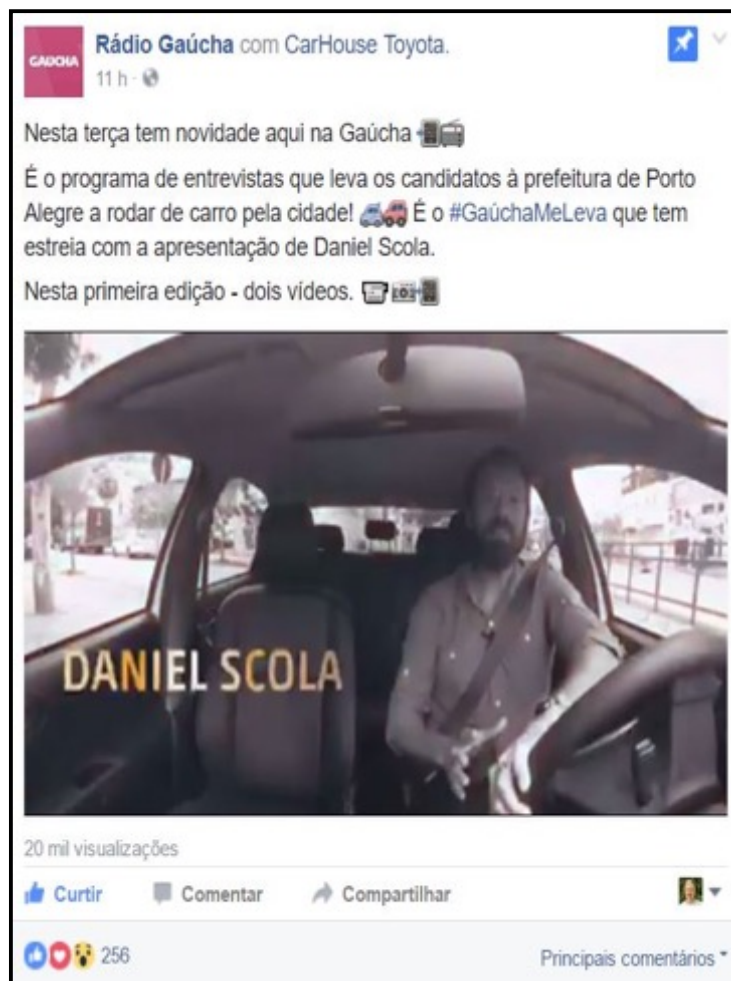 GAÚCHA
Rádio Gaúcha com CarHouse Toyota.
11 h ·
Nesta terça tem novidade aqui na Gaúcha
É o programa de entrevistas que leva os candidatos à prefeitura de Porto
Alegre a rodar de carro pela cidade! É o #GaúchaMeLeva que tem
estreia com a apresentação de Daniel Scola.
Nesta primeira edição - dois vídeos.
DANIEL SCOLA
20 mil visualizações
Curtir Comentar Compartilhar
256 Principais comentários